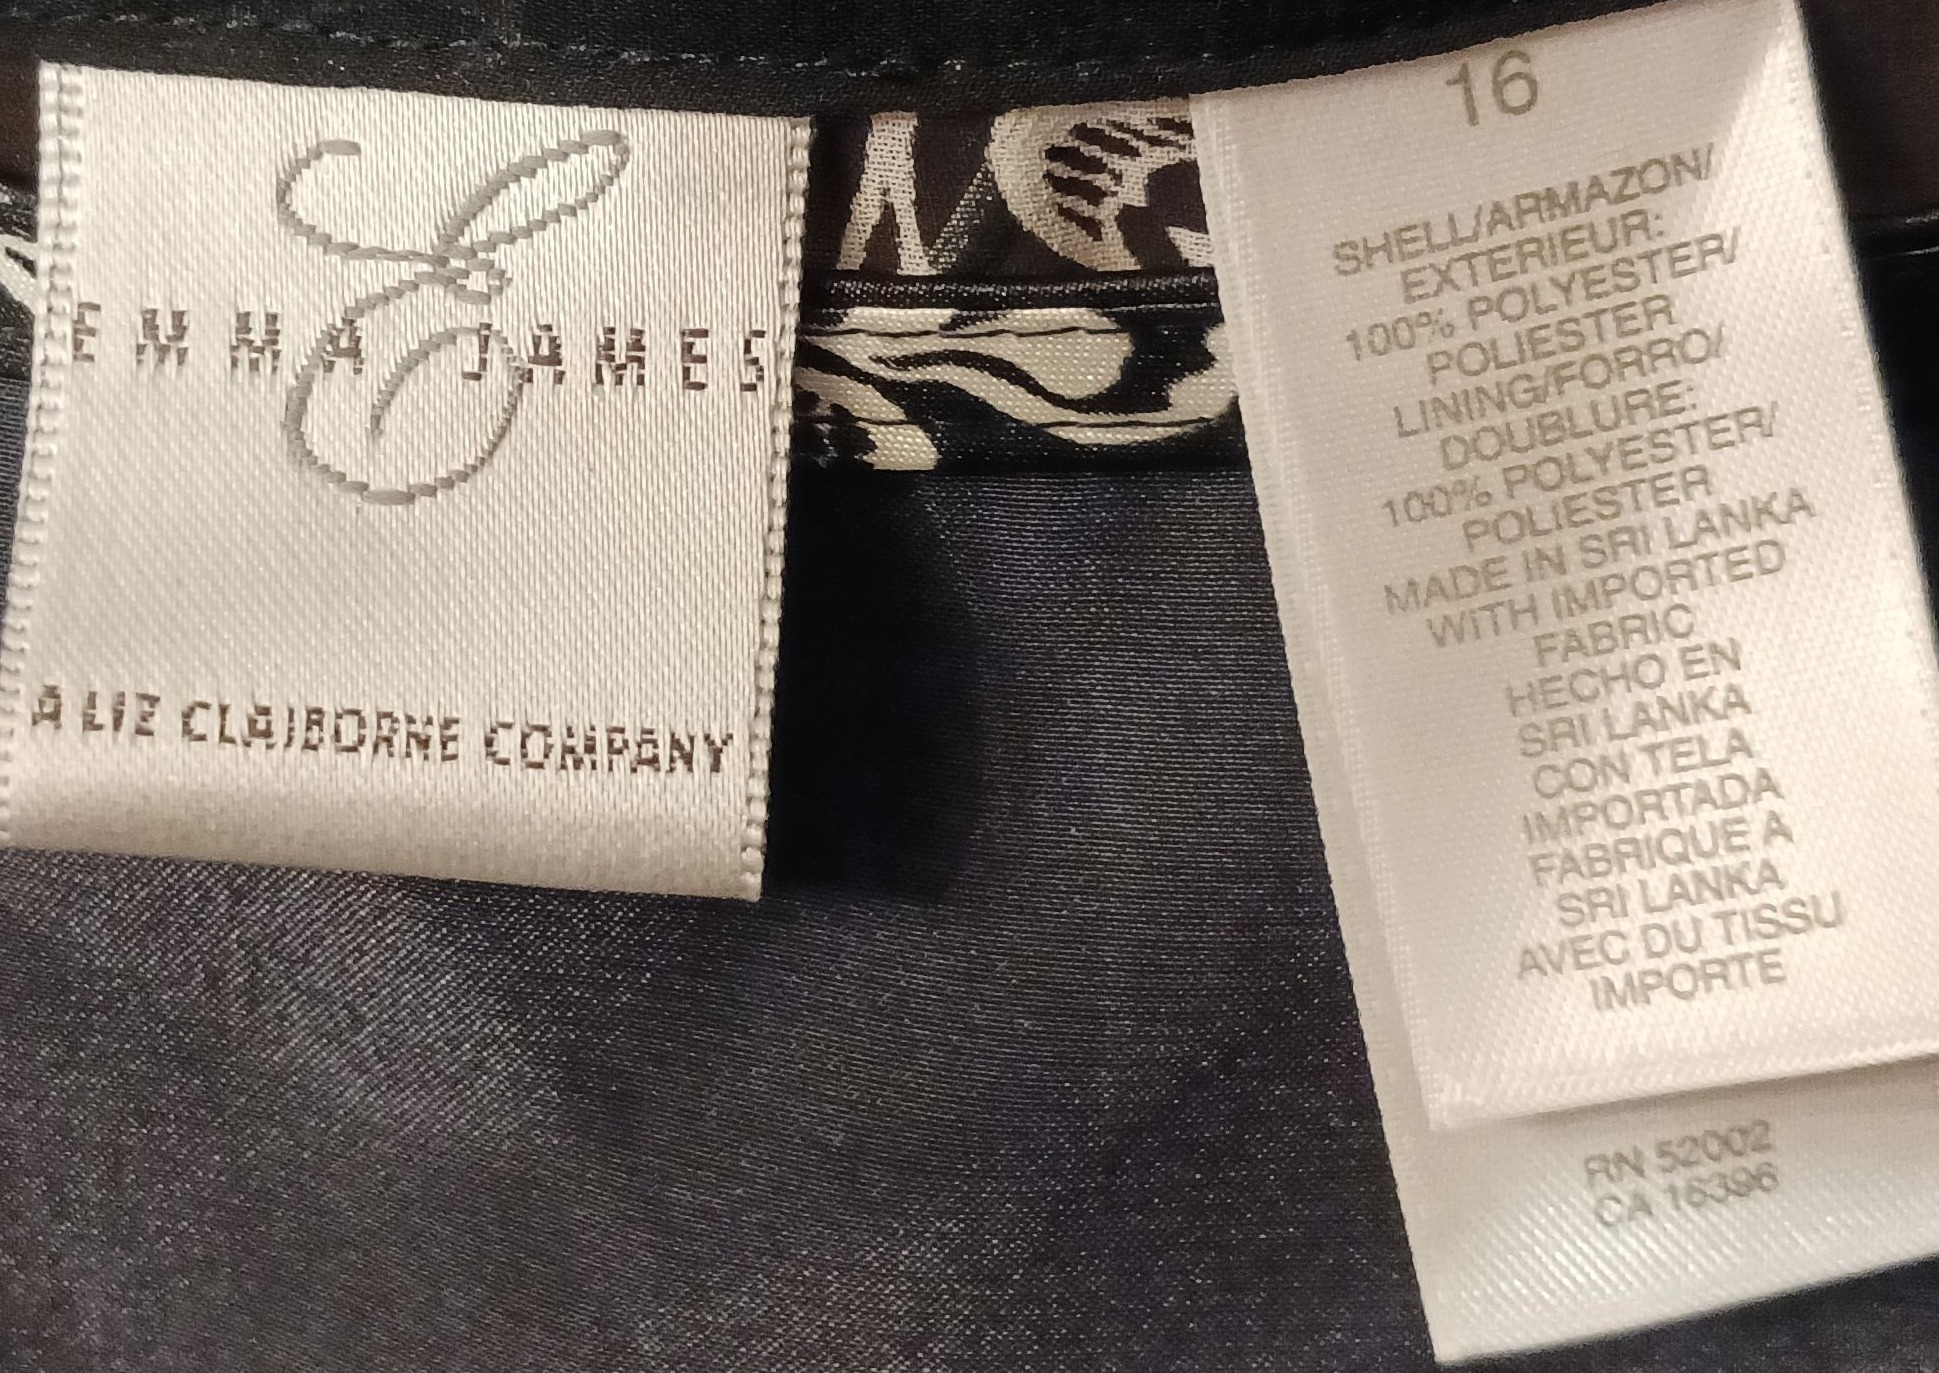 EMMA JAMES
A LIZ CLAIBORNE COMPANY
16
SHELL/ARMAZON/
EXTERIEUR:
100% POLYESTER/
POLIESTER
LINING/FORRO/
DOUBLURE:
100% POLYESTER/
POLIESTER
MADE IN SRI LANKA
WITH IMPORTED
FABRIC
HECHO EN
SRI LANKA
CON TELA
IMPORTADA
FABRIQUE A
SRI LANKA
AVEC DU TISSU
IMPORTE
RN 52002
CA 16396